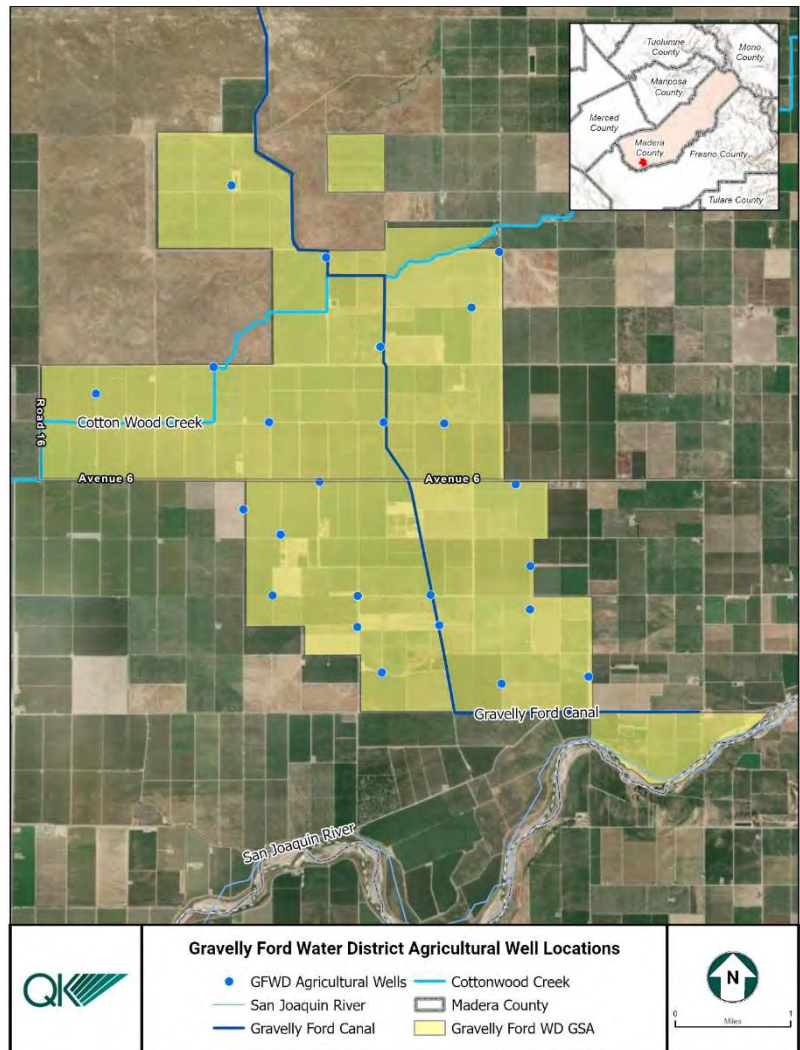 Tuolumne
County
Mono
County
Mariposa
County
Merced
County
Madera
County
Fresno County
Tulare County
Road 16
Cotton Wood Creek
Avenue 6
Avenue 6
Gravelly Ford Canal
San Joaquin River
QK
Gravelly Ford Water District Agricultural Well Locations
GFWD Agricultural Wells
Cottonwood Creek
San Joaquin River
Madera County
Gravelly Ford Canal
Gravelly Ford WD GSA
N
0 1
Miles